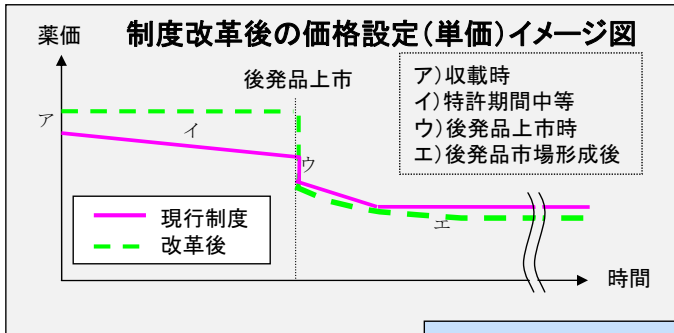 制度改革後の価格設定（単価）イメージ図
薬価
後発品上市
ア）収載時
イ）特許期間中等
ウ）後発品上市時
エ）後発品市場形成後
ア
イ
ウ
エ
現行制度
改革後
時間